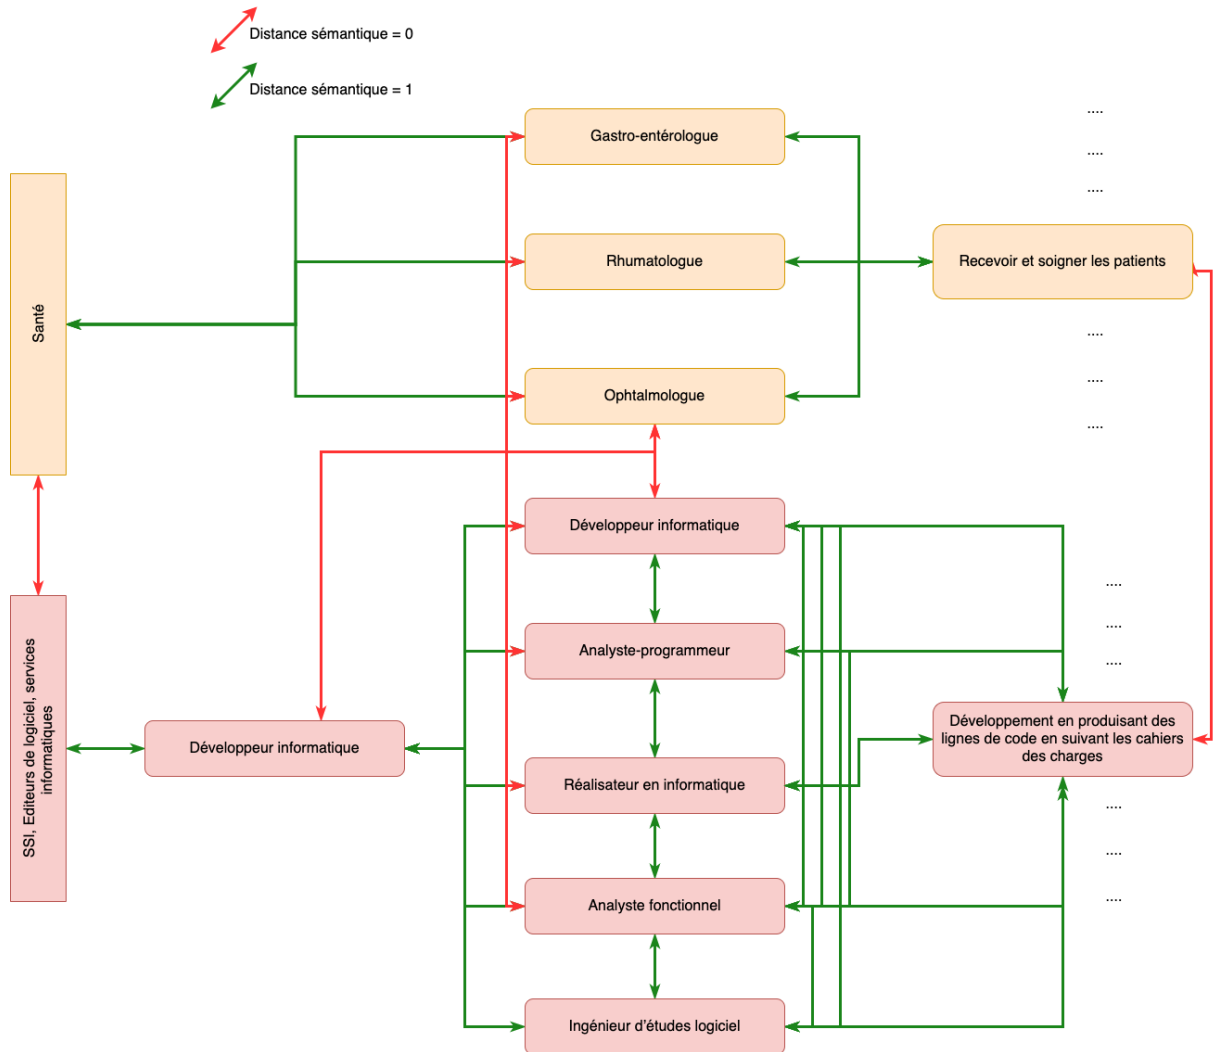 Distance sémantique = 0
Distance sémantique = 1
Gastro-entérologue
....
....
....
Santé
Rhumatologue
Recevoir et soigner les patients
....
....
....
Ophtalmologue
Développeur informatique
....
....
....
Analyste-programmeur
SSI, Editeurs de logiciel, services
informatiques
Développeur informatique
Développement en produisant des
lignes de code en suivant les cahiers
des charges
Réalisateur en informatique
....
....
....
Analyste fonctionnel
Ingénieur d'études logiciel